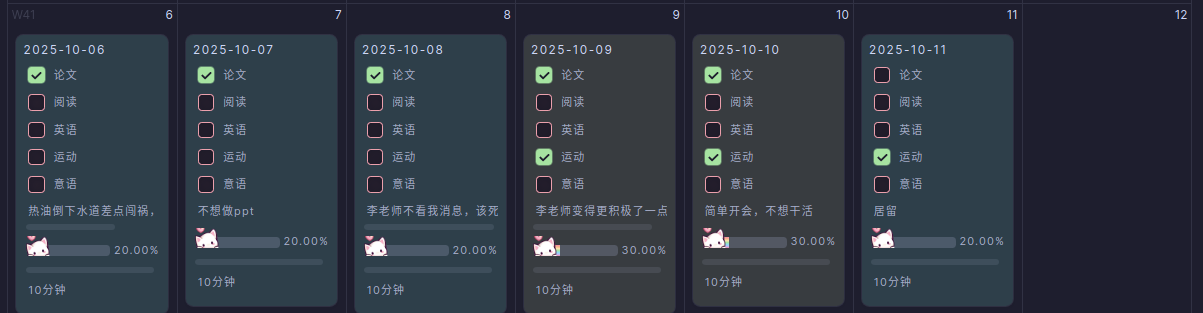 W41
6
7
8
9
10
11
12
2025-10-06
论文
阅读
英语
运动
意语
热油倒下水道差点闯祸，
20.00%
10分钟
2025-10-07
论文
阅读
英语
运动
意语
不想做ppt
20.00%
10分钟
2025-10-08
论文
阅读
英语
运动
意语
李老师不看我消息，该死
20.00%
10分钟
2025-10-09
论文
阅读
英语
运动
意语
李老师变得更积极了一点
30.00%
10分钟
2025-10-10
论文
阅读
英语
运动
意语
简单开会，不想干活
30.00%
10分钟
2025-10-11
论文
阅读
英语
运动
意语
居留
20.00%
10分钟